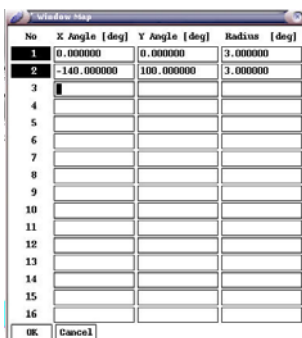 Window Map
No X Angle [deg] Y Angle [deg] Radius [deg]
1 0.000000 0.000000 3.000000
2 -140.000000 100.000000 3.000000
3
4
5
6
7
8
9
10
11
12
13
14
15
16
OK Cancel